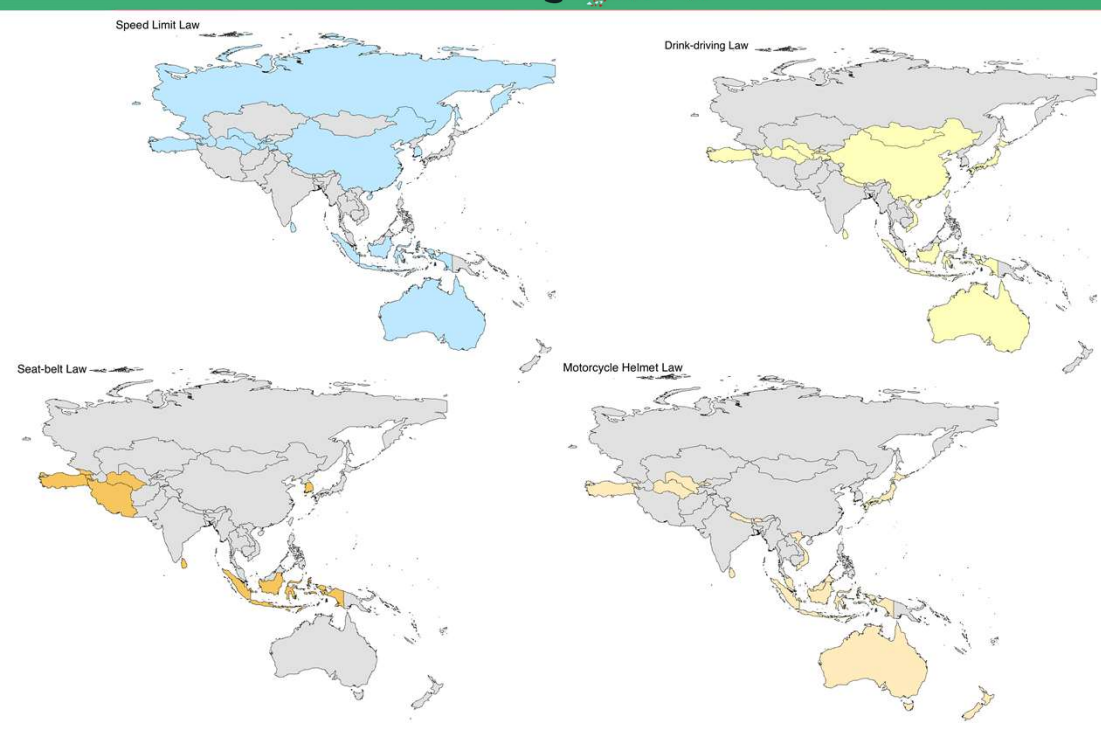 Speed Limit Law
Drink-driving Law
Seat-belt Law
Motorcycle Helmet Law